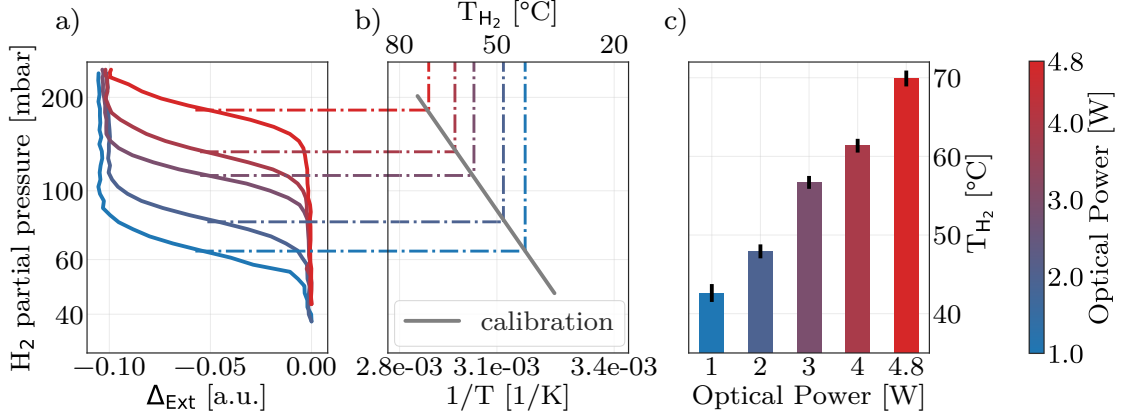 a)
b)
c)
T_H₂ [°C]
80
50
20
H₂ partial pressure [mbar]
200
100
60
40
−0.10
−0.05
0.00
Δ_Ext [a.u.]
calibration
2.8e-03
3.1e-03
3.4e-03
1/T [1/K]
70
60
50
40
T_H₂ [°C]
1
2
3
4
4.8
Optical Power [W]
4.8
4.0
3.0
2.0
1.0
Optical Power [W]